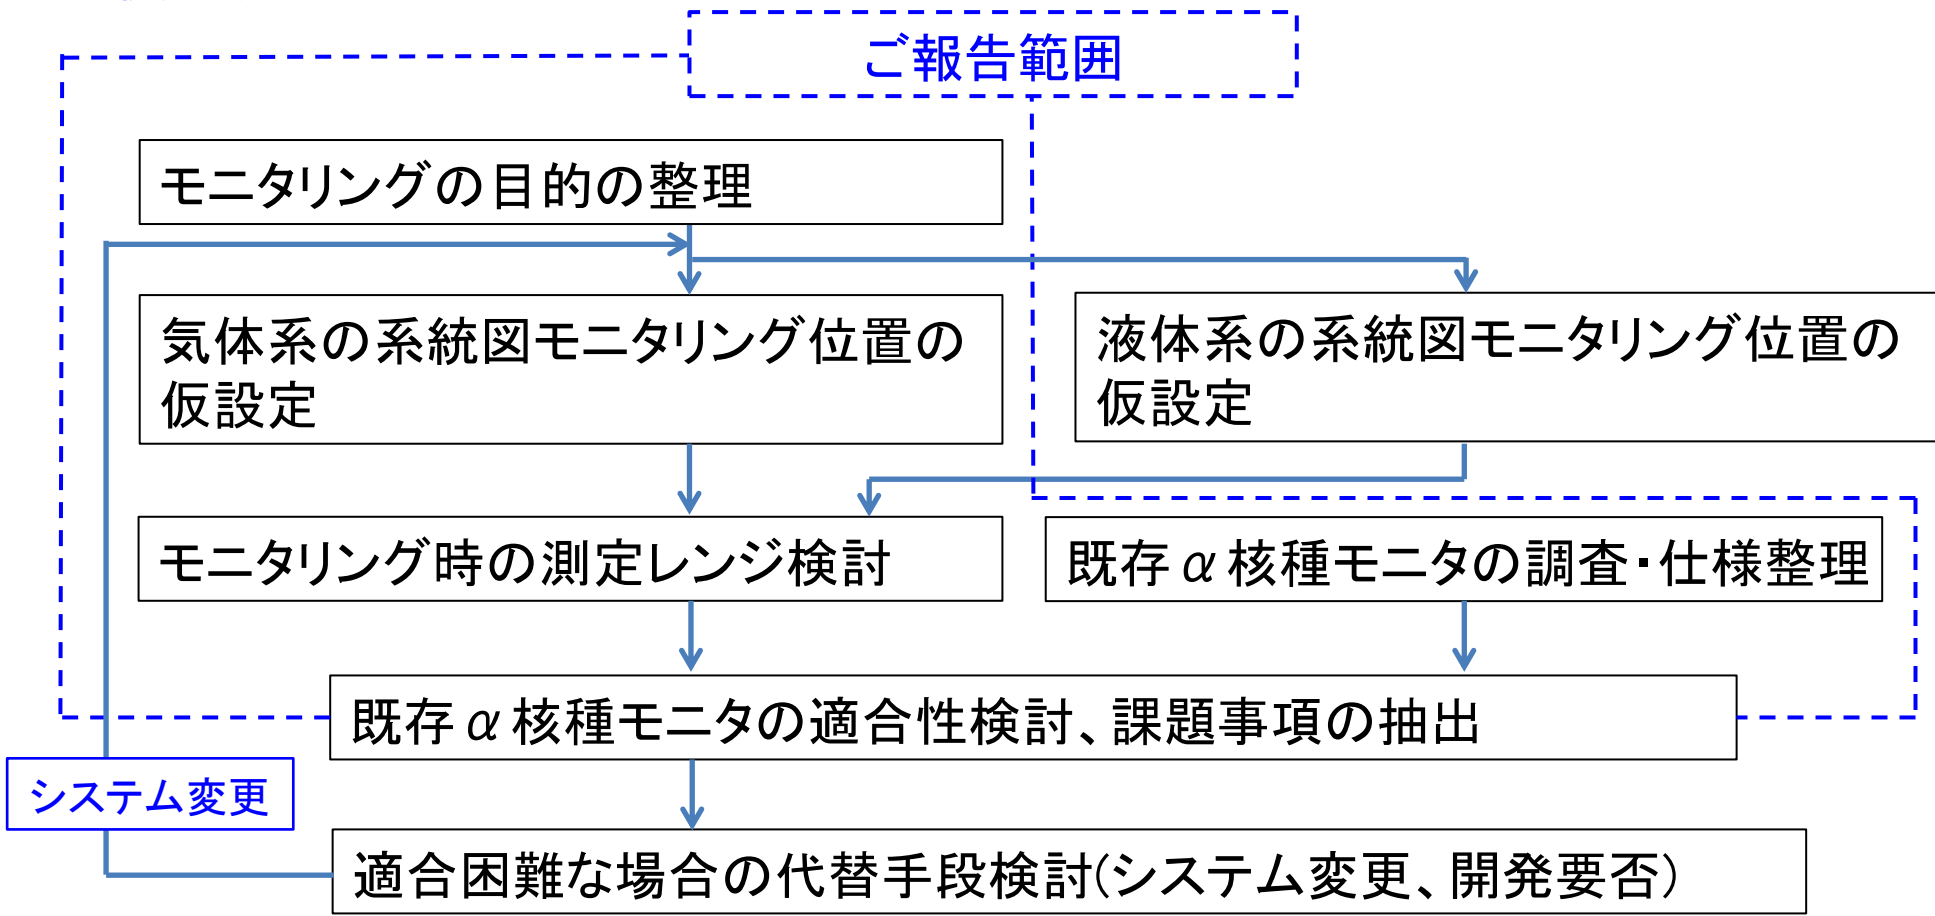 ご報告範囲
モニタリングの目的の整理
気体系の系統図モニタリング位置の
仮設定
液体系の系統図モニタリング位置の
仮設定
モニタリング時の測定レンジ検討
既存α核種モニタの調査・仕様整理
既存α核種モニタの適合性検討、課題事項の抽出
システム変更
適合困難な場合の代替手段検討(システム変更、開発要否)